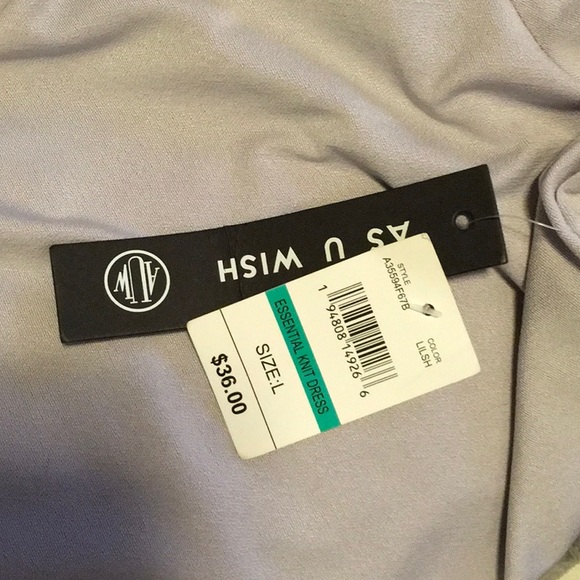 AS U WISH
AUW
STYLE
A35594F67B
COLOR
LILSH
1 94808 14926 6
ESSENTIAL KNIT DRESS
SIZE:L
$36.00